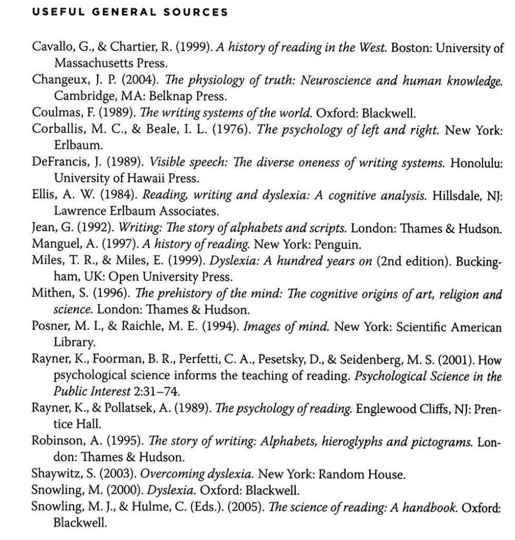 USEFUL GENERAL SOURCES
Cavallo, G., & Chartier, R. (1999). A history of reading in the West. Boston: University of
Massachusetts Press.
Changeux, J. P. (2004). The physiology of truth: Neuroscience and human knowledge.
Cambridge, MA: Belknap Press.
Coulmas, F. (1989). The writing systems of the world. Oxford: Blackwell.
Corballis, M. C., & Beale, I. L. (1976). The psychology of left and right. New York:
Erlbaum.
DeFrancis, J. (1989). Visible speech: The diverse oneness of writing systems. Honolulu:
University of Hawaii Press.
Ellis, A. W. (1984). Reading, writing and dyslexia: A cognitive analysis. Hillsdale, NJ:
Lawrence Erlbaum Associates.
Jean, G. (1992). Writing: The story of alphabets and scripts. London: Thames & Hudson.
Manguel, A. (1997). A history of reading. New York: Penguin.
Miles, T. R., & Miles, E. (1999). Dyslexia: A hundred years on (2nd edition). Bucking-
ham, UK: Open University Press.
Mithen, S. (1996). The prehistory of the mind: The cognitive origins of art, religion and
science. London: Thames & Hudson.
Posner, M. I., & Raichle, M. E. (1994). Images of mind. New York: Scientific American
Library.
Rayner, K., Foorman, B. R., Perfetti, C. A., Pesetsky, D., & Seidenberg, M. S. (2001). How
psychological science informs the teaching of reading. Psychological Science in the
Public Interest 2:31–74.
Rayner, K., & Pollatsek, A. (1989). The psychology of reading. Englewood Cliffs, NJ: Pren-
tice Hall.
Robinson, A. (1995). The story of writing: Alphabets, hieroglyphs and pictograms. Lon-
don: Thames & Hudson.
Shaywitz, S. (2003). Overcoming dyslexia. New York: Random House.
Snowling, M. (2000). Dyslexia. Oxford: Blackwell.
Snowling, M. J., & Hulme, C. (Eds.). (2005). The science of reading: A handbook. Oxford:
Blackwell.